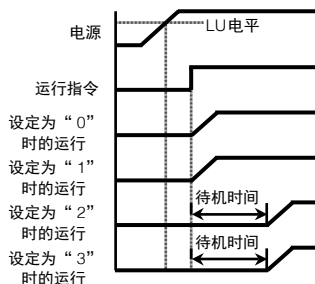 电源
LU电平
运行指令
设定为“0”
时的运行
设定为“1”
时的运行
待机时间
设定为“2”
时的运行
待机时间
设定为“3”
时的运行